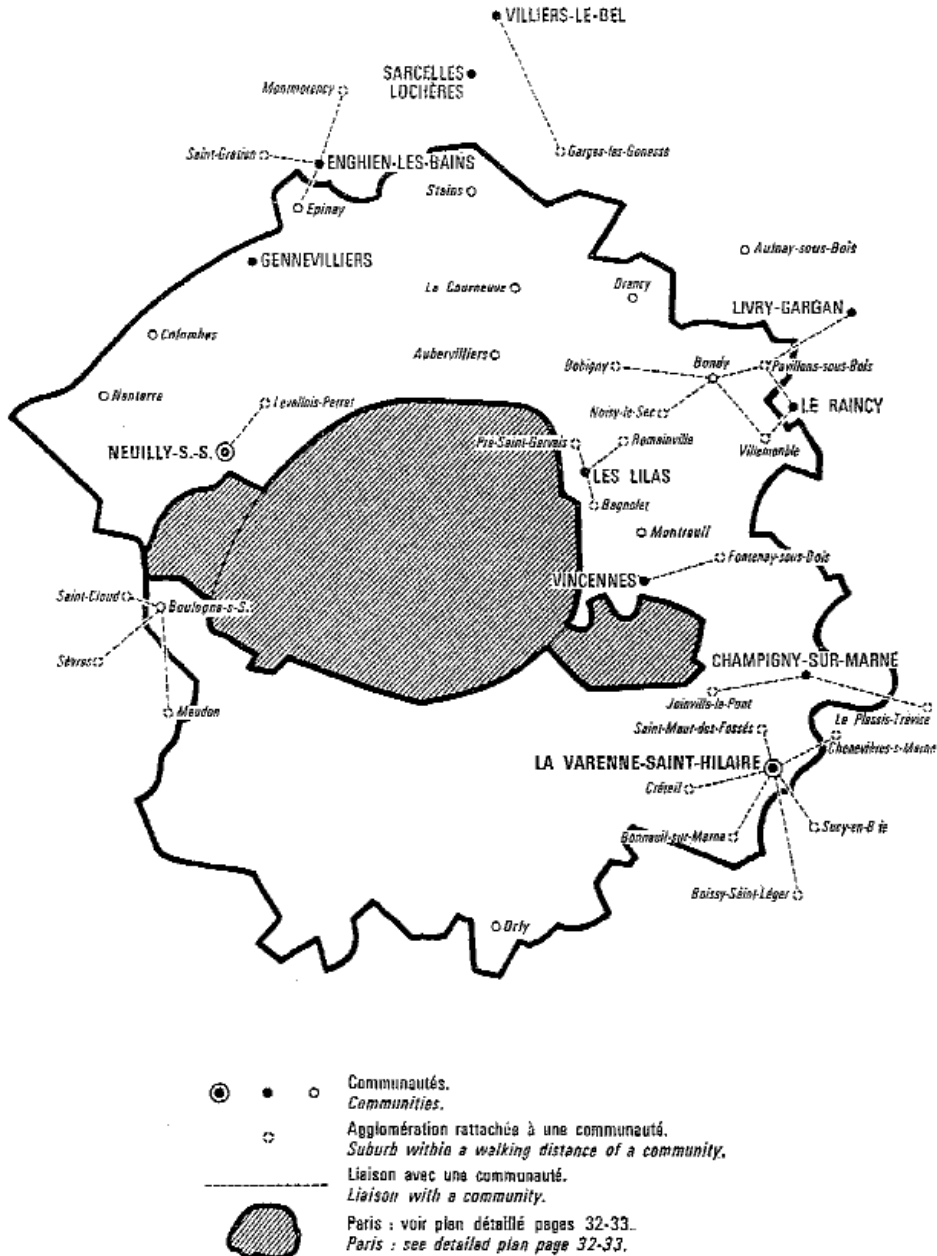 VILLIERS-LE-BEL
SARCELLES
LOCHÈRES
Montmorency
Saint-Gratien
ENGHIEN-LES-BAINS
Garges-les-Gonesse
Stains
Epinay
GENNEVILLIERS
Aulnay-sous-Bois
La Courneuve
Drancy
LIVRY-GARGAN
Colombes
Aubervilliers
Bobigny
Bondy
Pavillons-sous-Bois
Nanterre
Levallois-Perret
Noisy-le-Sec
LE RAINCY
NEUILLY-S.-S.
Pré-Saint-Gervais
Romainville
Villemomble
LES LILAS
Bagnolet
Montreuil
Fontenay-sous-Bois
VINCENNES
Saint-Cloud
Boulogne-s-S..
Sèvres
CHAMPIGNY-SUR-MARNE
Meudon
Joinville-le-Pont
Le Plessis-Trévise
Saint-Maur-des-Fossés
Chenevières-s-Marne
LA VARENNE-SAINT-HILAIRE
Créteil
Bonneuil-sur-Marne
Sucy-en-Brie
Boissy-Saint-Léger
Orly
Communautés.
Communities.
Agglomération rattachée à une communauté.
Suburb within a walking distance of a community.
Liaison avec une communauté.
Liaison with a community.
Paris : voir plan détaillé pages 32-33..
Paris : see detailed plan page 32-33.